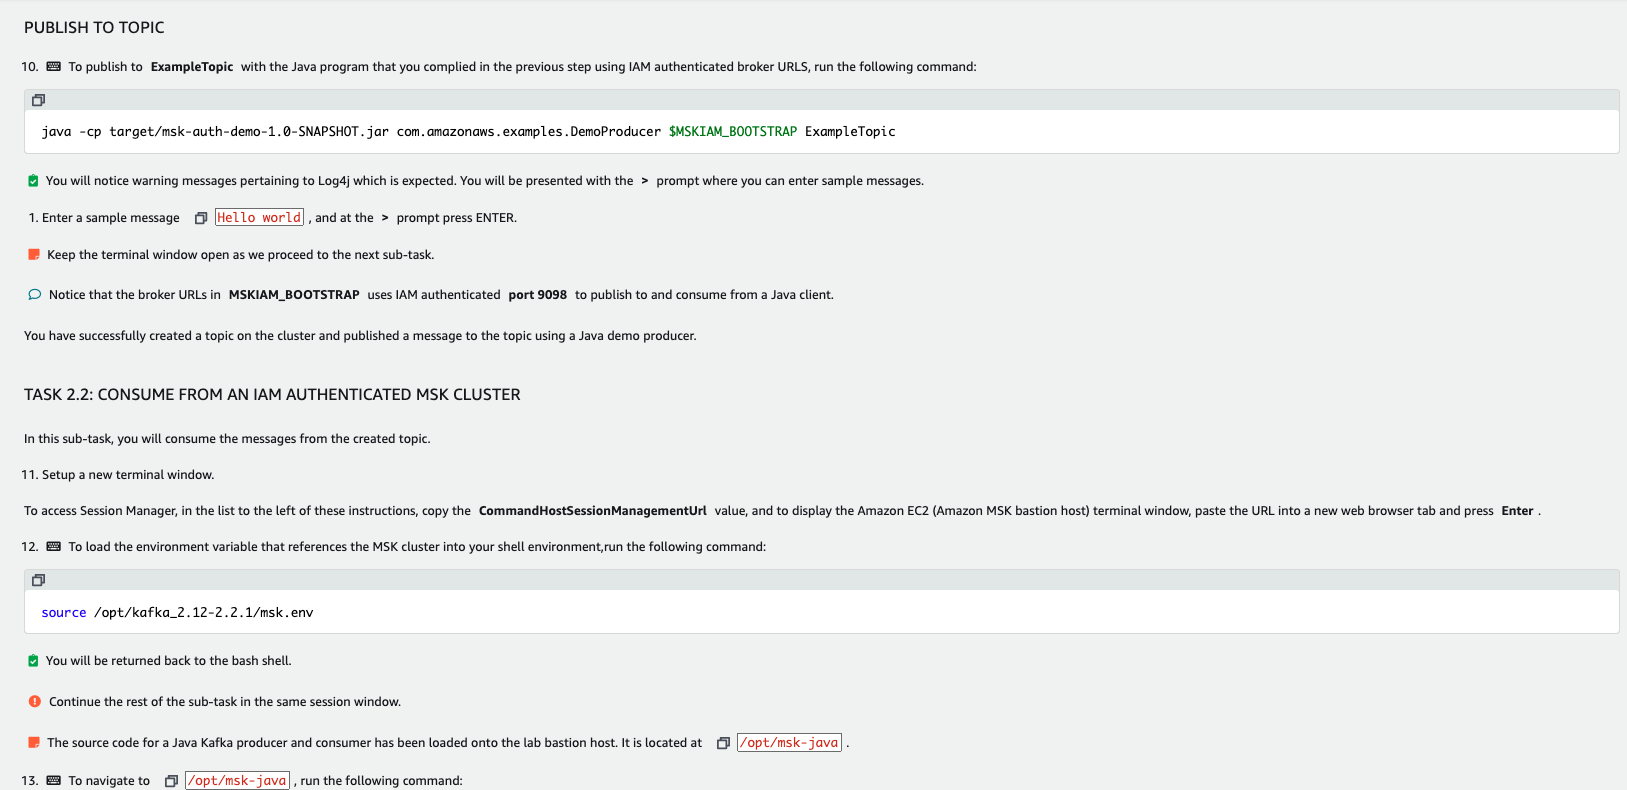 PUBLISH TO TOPIC
10. To publish to ExampleTopic with the Java program that you complied in the previous step using IAM authenticated broker URLS, run the following command:
java -cp target/msk-auth-demo-1.0-SNAPSHOT.jar com.amazonaws.examples.DemoProducer $MSKIAM_BOOTSTRAP ExampleTopic
You will notice warning messages pertaining to Log4j which is expected. You will be presented with the > prompt where you can enter sample messages.
1. Enter a sample message Hello world , and at the > prompt press ENTER.
Keep the terminal window open as we proceed to the next sub-task.
Notice that the broker URLs in MSKIAM_BOOTSTRAP uses IAM authenticated port 9098 to publish to and consume from a Java client.
You have successfully created a topic on the cluster and published a message to the topic using a Java demo producer.
TASK 2.2: CONSUME FROM AN IAM AUTHENTICATED MSK CLUSTER
In this sub-task, you will consume the messages from the created topic.
11. Setup a new terminal window.
To access Session Manager, in the list to the left of these instructions, copy the CommandHostSessionManagementUrl value, and to display the Amazon EC2 (Amazon MSK bastion host) terminal window, paste the URL into a new web browser tab and press Enter .
12. To load the environment variable that references the MSK cluster into your shell environment,run the following command:
source /opt/kafka_2.12-2.2.1/msk.env
You will be returned back to the bash shell.
Continue the rest of the sub-task in the same session window.
The source code for a Java Kafka producer and consumer has been loaded onto the lab bastion host. It is located at /opt/msk-java .
13. To navigate to /opt/msk-java , run the following command: